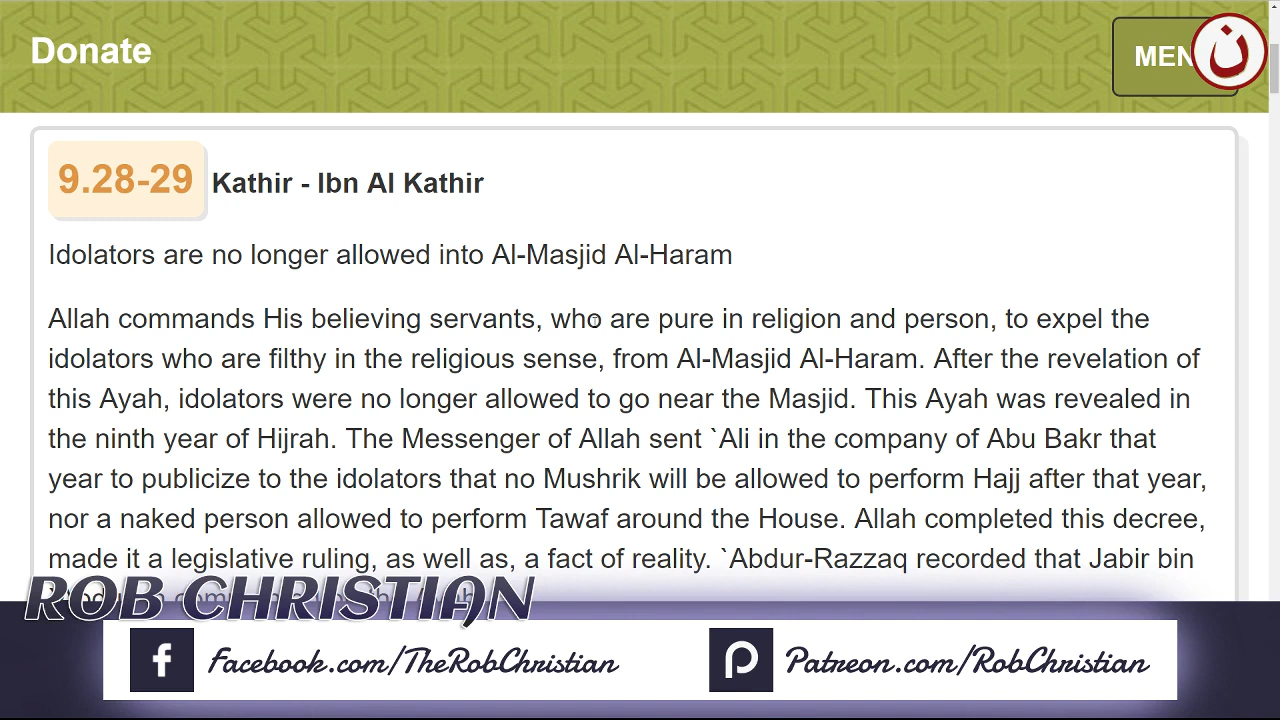 Donate
MEN
ن
9.28-29 Kathir - Ibn Al Kathir
Idolators are no longer allowed into Al-Masjid Al-Haram
Allah commands His believing servants, who are pure in religion and person, to expel the
idolators who are filthy in the religious sense, from Al-Masjid Al-Haram. After the revelation of
this Ayah, idolators were no longer allowed to go near the Masjid. This Ayah was revealed in
the ninth year of Hijrah. The Messenger of Allah sent `Ali in the company of Abu Bakr that
year to publicize to the idolators that no Mushrik will be allowed to perform Hajj after that year,
nor a naked person allowed to perform Tawaf around the House. Allah completed this decree,
made it a legislative ruling, as well as, a fact of reality. `Abdur-Razzaq recorded that Jabir bin
ROB CHRISTIAN
f Facebook.com/TheRobChristian
Patreon.com/RobChristian